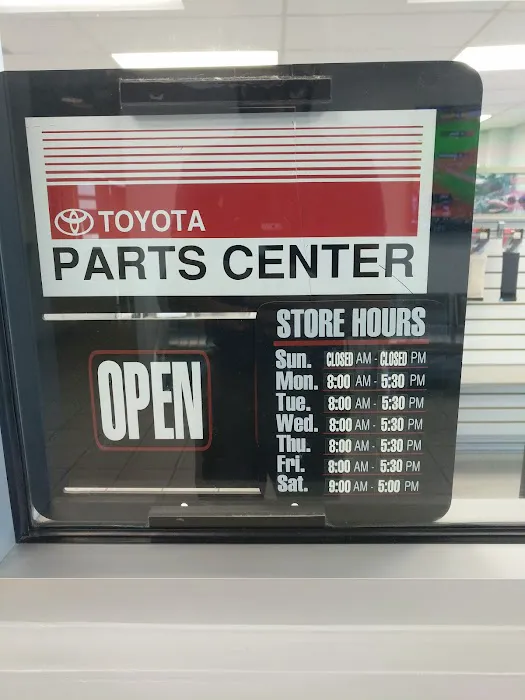 TOYOTA
PARTS CENTER
OPEN
STORE HOURS
Sun. CLOSED AM - CLOSED PM
Mon. 8:00 AM - 5:30 PM
Tue. 8:00 AM - 5:30 PM
Wed. 8:00 AM - 5:30 PM
Thu. 8:00 AM - 5:30 PM
Fri. 8:00 AM - 5:30 PM
Sat. 9:00 AM - 5:00 PM